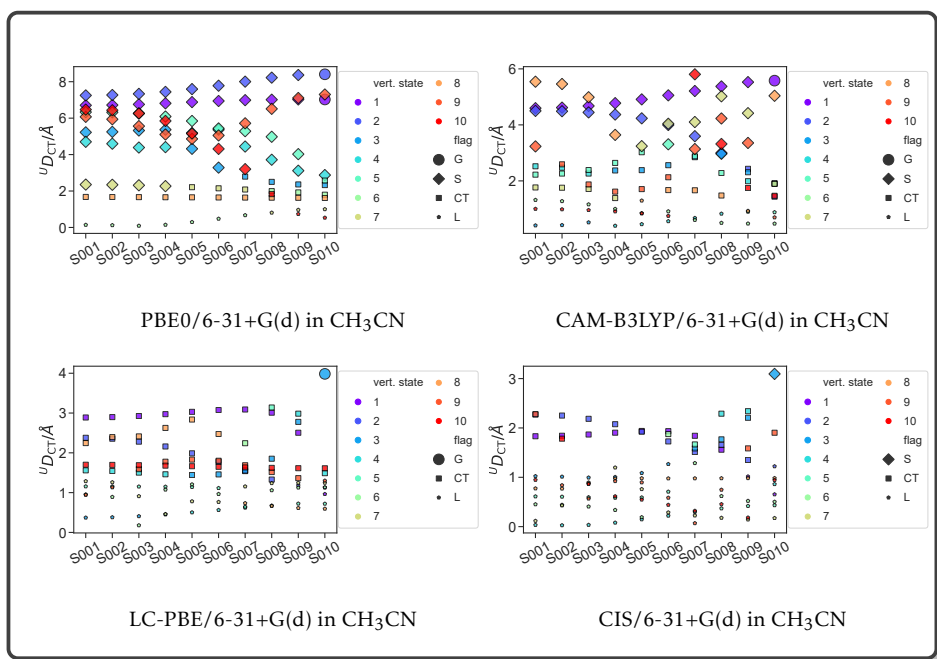 8
6
4
2
0
ᵁD_CT/Å
S001 S002 S003 S004 S005 S006 S007 S008 S009 S010
vert. state 8
1 9
2 10
3 flag
4 G
5 S
6 CT
7 L
PBE0/6-31+G(d) in CH₃CN
6
4
2
ᵁD_CT/Å
S001 S002 S003 S004 S005 S006 S007 S008 S009 S010
vert. state 8
1 9
2 10
3 flag
4 G
5 S
6 CT
7 L
CAM-B3LYP/6-31+G(d) in CH₃CN
4
3
2
1
0
ᵁD_CT/Å
S001 S002 S003 S004 S005 S006 S007 S008 S009 S010
vert. state 8
1 9
2 10
3 flag
4 G
5 CT
6 L
7
LC-PBE/6-31+G(d) in CH₃CN
3
2
1
0
ᵁD_CT/Å
S001 S002 S003 S004 S005 S006 S007 S008 S009 S010
vert. state 8
1 9
2 10
3 flag
4 S
5 CT
6 L
7
CIS/6-31+G(d) in CH₃CN